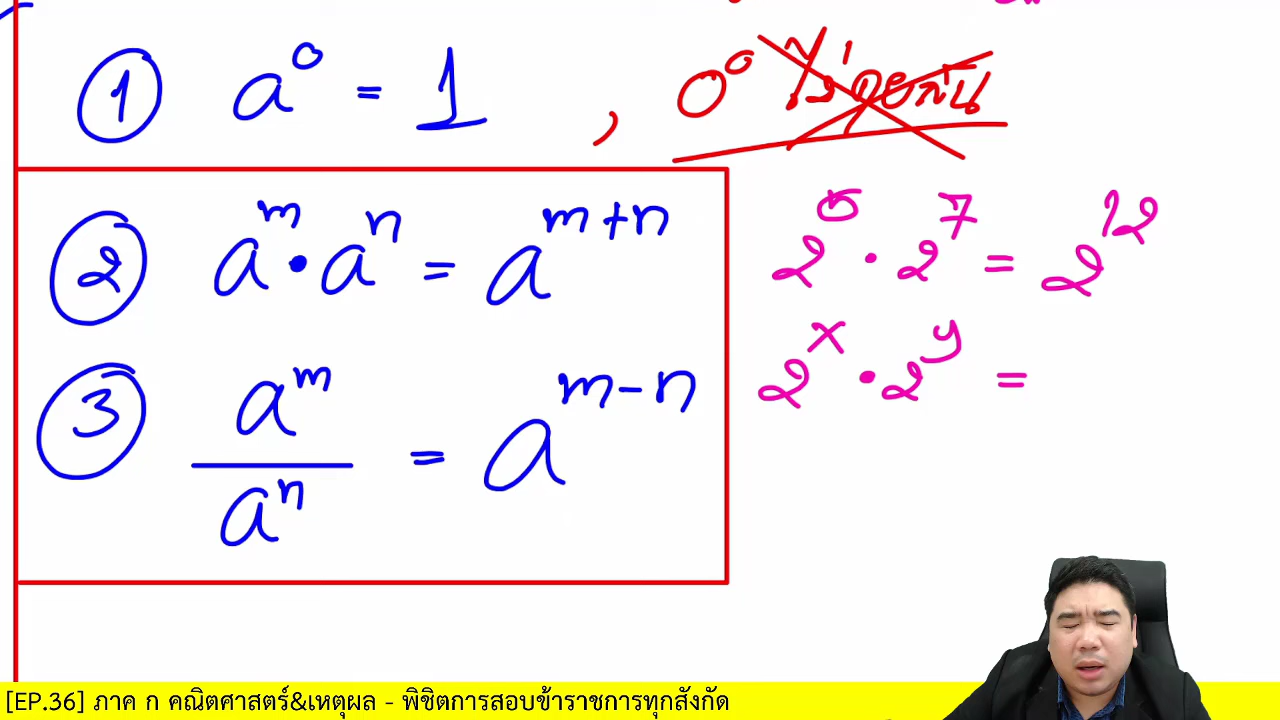 ① a⁰ = 1 , 0⁰ ไม่คุยกัน
② aᵐ · aⁿ = aᵐ⁺ⁿ
2⁵ · 2⁷ = 2¹²
2ˣ · 2ʸ =
③ aᵐ / aⁿ = aᵐ⁻ⁿ
[EP.36] ภาค ก คณิตศาสตร์&เหตุผล - พิชิตการสอบข้าราชการทุกสังกัด